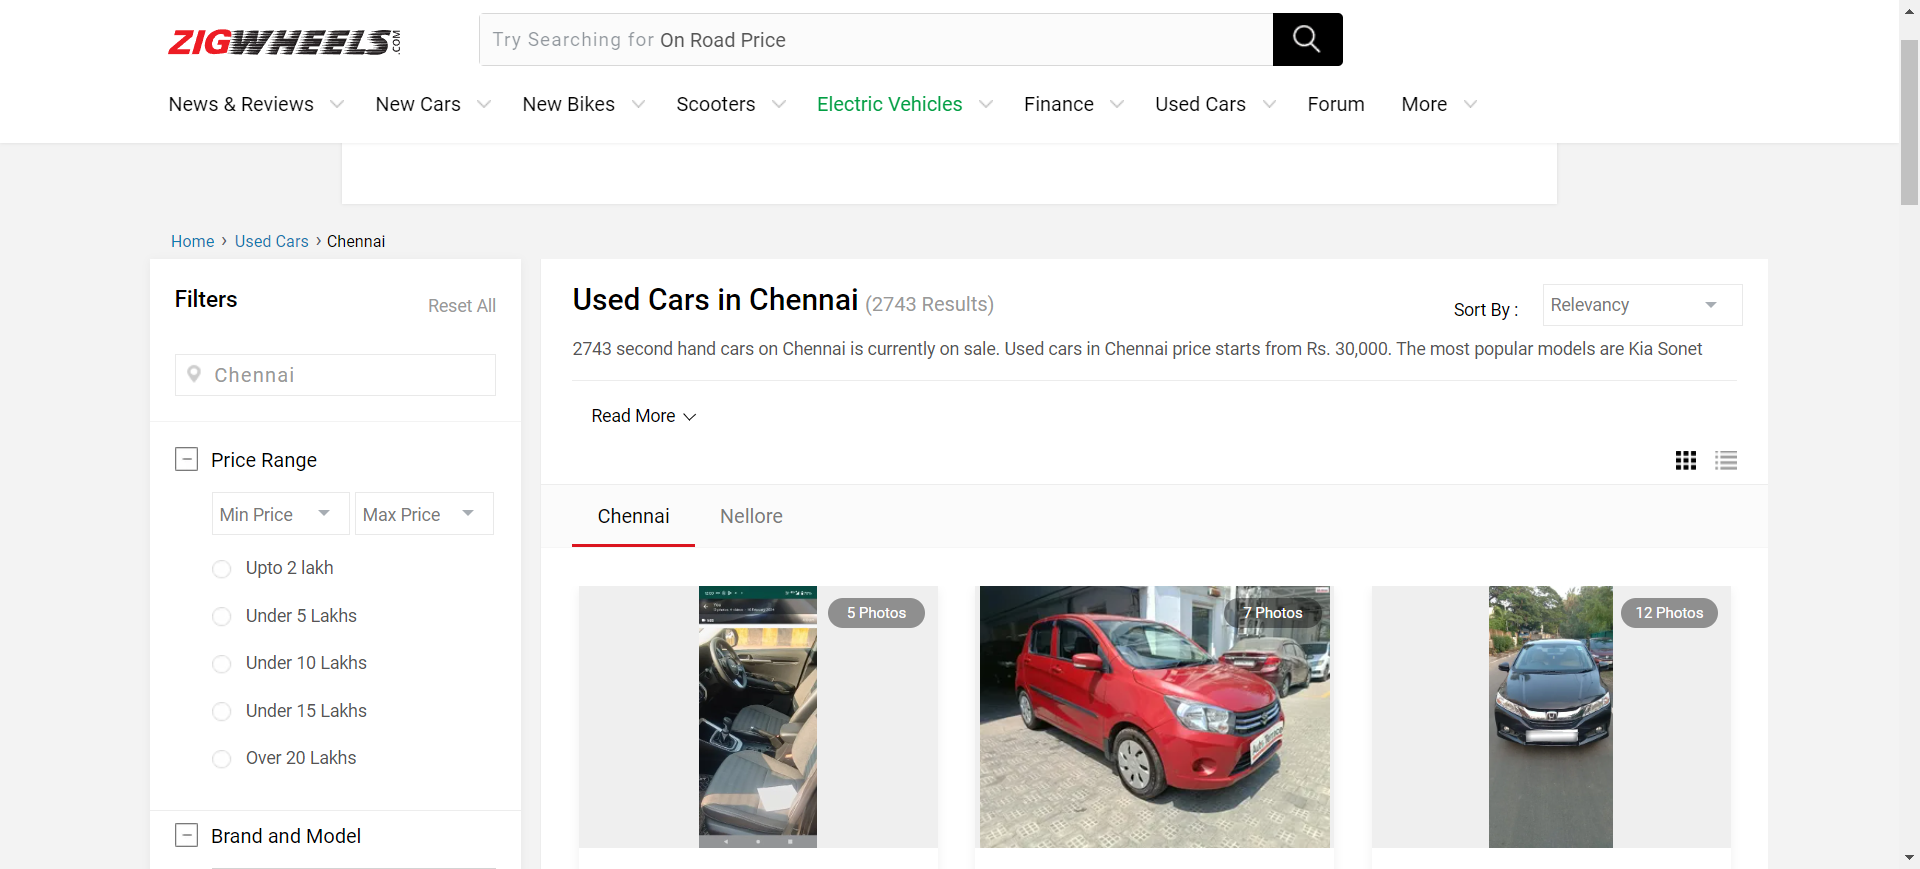 ZIGWHEELS.COM
Try Searching for On Road Price
News & Reviews New Cars New Bikes Scooters Electric Vehicles Finance Used Cars Forum More
Home › Used Cars › Chennai
Filters
Reset All
Chennai
Price Range
Min Price Max Price
Upto 2 lakh
Under 5 Lakhs
Under 10 Lakhs
Under 15 Lakhs
Over 20 Lakhs
Brand and Model
Used Cars in Chennai (2743 Results)
Sort By : Relevancy
2743 second hand cars on Chennai is currently on sale. Used cars in Chennai price starts from Rs. 30,000. The most popular models are Kia Sonet
Read More
Chennai Nellore
5 Photos
7 Photos
12 Photos